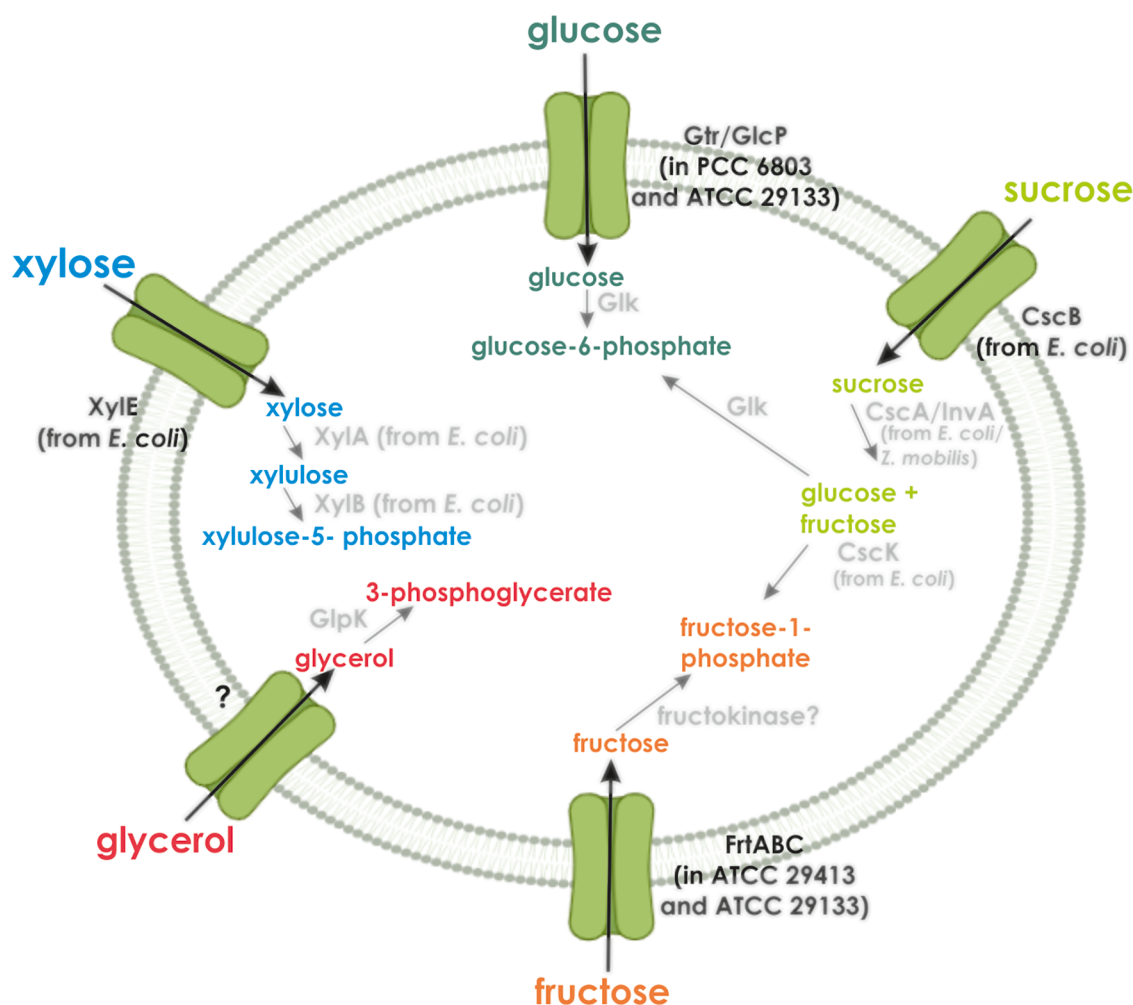 glucose
Gtr/GlcP
(in PCC 6803
and ATCC 29133)
sucrose
xylose
glucose
Glk
CscB
(from E. coli)
glucose-6-phosphate
sucrose
XylE
(from E. coli)
xylose
Glk
CscA/InvA
(from E. coli/
Z. mobilis)
XylA (from E. coli)
xylulose
XylB (from E. coli)
glucose +
fructose
xylulose-5- phosphate
CscK
(from E. coli)
3-phosphoglycerate
GlpK
glycerol
fructose-1-
phosphate
?
fructokinase?
fructose
glycerol
FrtABC
(in ATCC 29413
and ATCC 29133)
fructose